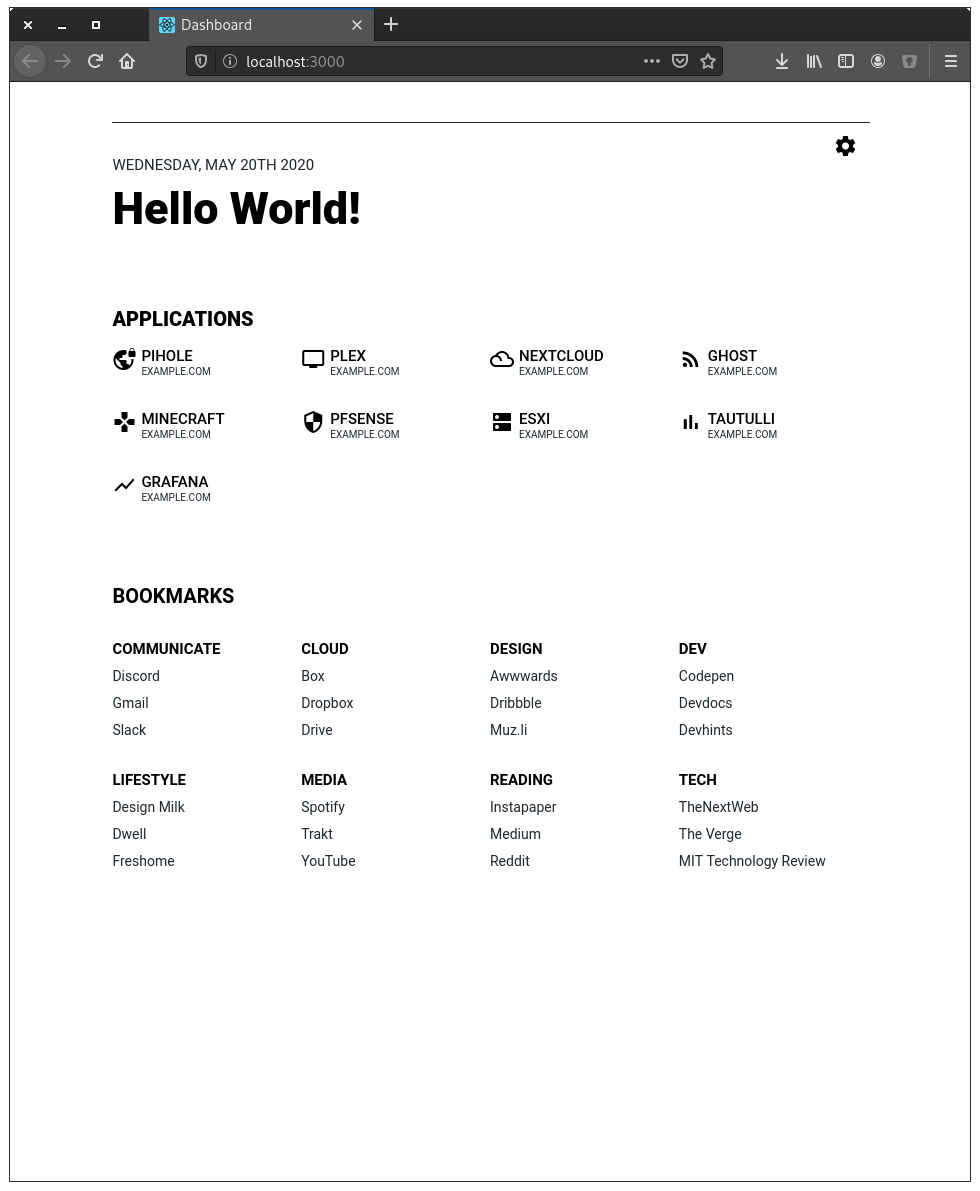 Dashboard
localhost:3000
WEDNESDAY, MAY 20TH 2020
Hello World!
APPLICATIONS
PIHOLE PLEX NEXTCLOUD GHOST
EXAMPLE.COM EXAMPLE.COM EXAMPLE.COM EXAMPLE.COM
MINECRAFT PFSENSE ESXI TAUTULLI
EXAMPLE.COM EXAMPLE.COM EXAMPLE.COM EXAMPLE.COM
GRAFANA
EXAMPLE.COM
BOOKMARKS
COMMUNICATE CLOUD DESIGN DEV
Discord Box Awwwards Codepen
Gmail Dropbox Dribbble Devdocs
Slack Drive Muz.li Devhints
LIFESTYLE MEDIA READING TECH
Design Milk Spotify Instapaper TheNextWeb
Dwell Trakt Medium The Verge
Freshome YouTube Reddit MIT Technology Review